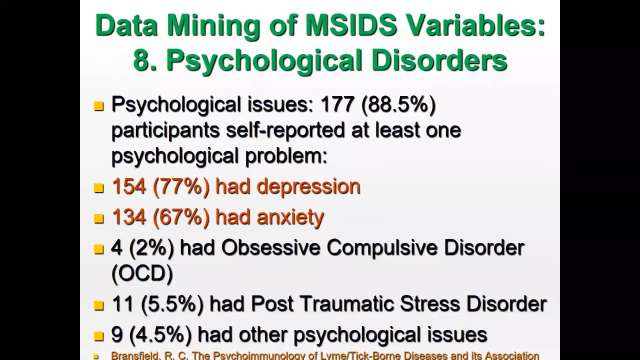 Data Mining of MSIDS Variables:
8. Psychological Disorders
Psychological issues: 177 (88.5%)
participants self-reported at least one
psychological problem:
154 (77%) had depression
134 (67%) had anxiety
4 (2%) had Obsessive Compulsive Disorder
(OCD)
11 (5.5%) had Post Traumatic Stress Disorder
9 (4.5%) had other psychological issues
Bransfield, R. C. The Psychoimmunology of Lyme/Tick-Borne Diseases and its Association